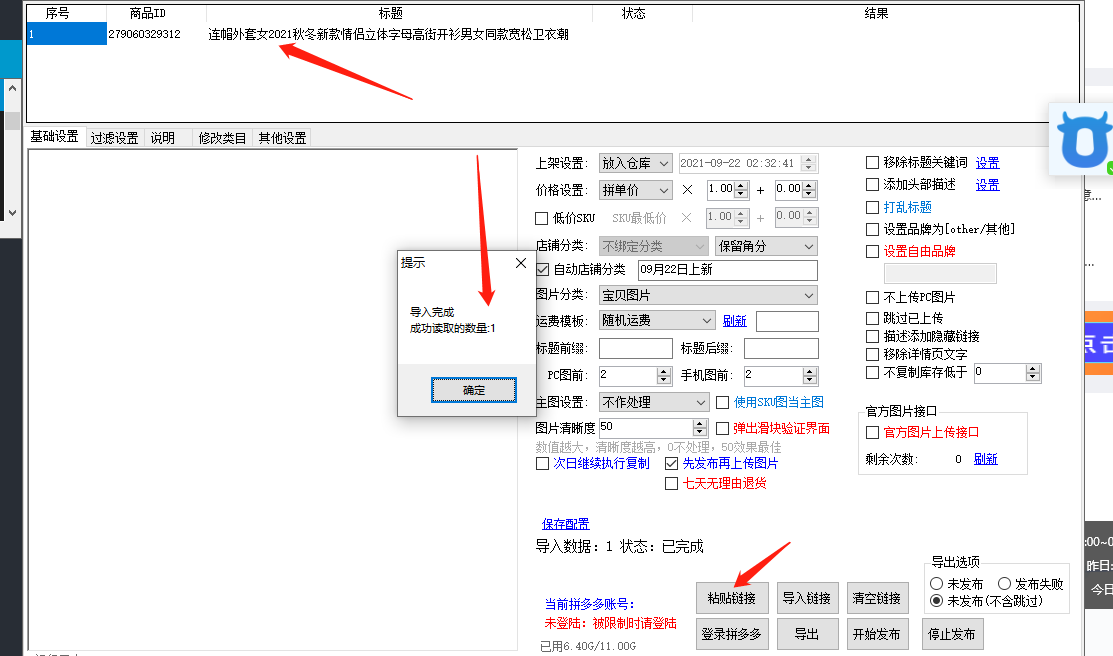 序号 商品ID 标题 状态 结果
1 279060329312 连帽外套女2021秋冬新款情侣立体字母高街开衫男女同款宽松卫衣潮
基础设置 过滤设置 说明 修改类目 其他设置
上架设置: 放入仓库 2021-09-22 02:32:41
价格设置: 拼单价 × 1.00 + 0.00
低价SKU SKU最低价 × 1.00 + 0.00
店铺分类: 不绑定分类 保留角分
自动店铺分类 09月22日上新
图片分类: 宝贝图片
运费模板: 随机运费 刷新
标题前缀: 标题后缀:
PC图前: 2 手机图前: 2
主图设置: 不作处理 使用SKU图当主图
图片清晰度 50 弹出滑块验证界面
数值越大，清晰度越高，0不处理，50效果最佳
次日继续执行复制 先发布再上传图片
七天无理由退货
移除标题关键词 设置
添加头部描述 设置
打乱标题
设置品牌为[other/其他]
设置自由品牌
不上传PC图片
跳过已上传
描述添加隐藏链接
移除详情页文字
不复制库存低于 0
官方图片接口
官方图片上传接口
剩余次数: 0 刷新
提示
导入完成
成功读取的数量:1
确定
保存配置
导入数据: 1 状态: 已完成
当前拼多多账号:
未登陆: 被限制时请登陆
已用6.40G/11.00G
粘贴链接 导入链接 清空链接
登录拼多多 导出 开始发布 停止发布
导出选项
未发布 发布失败
未发布(不含跳过)
点击
:00~0
昨日:
今日